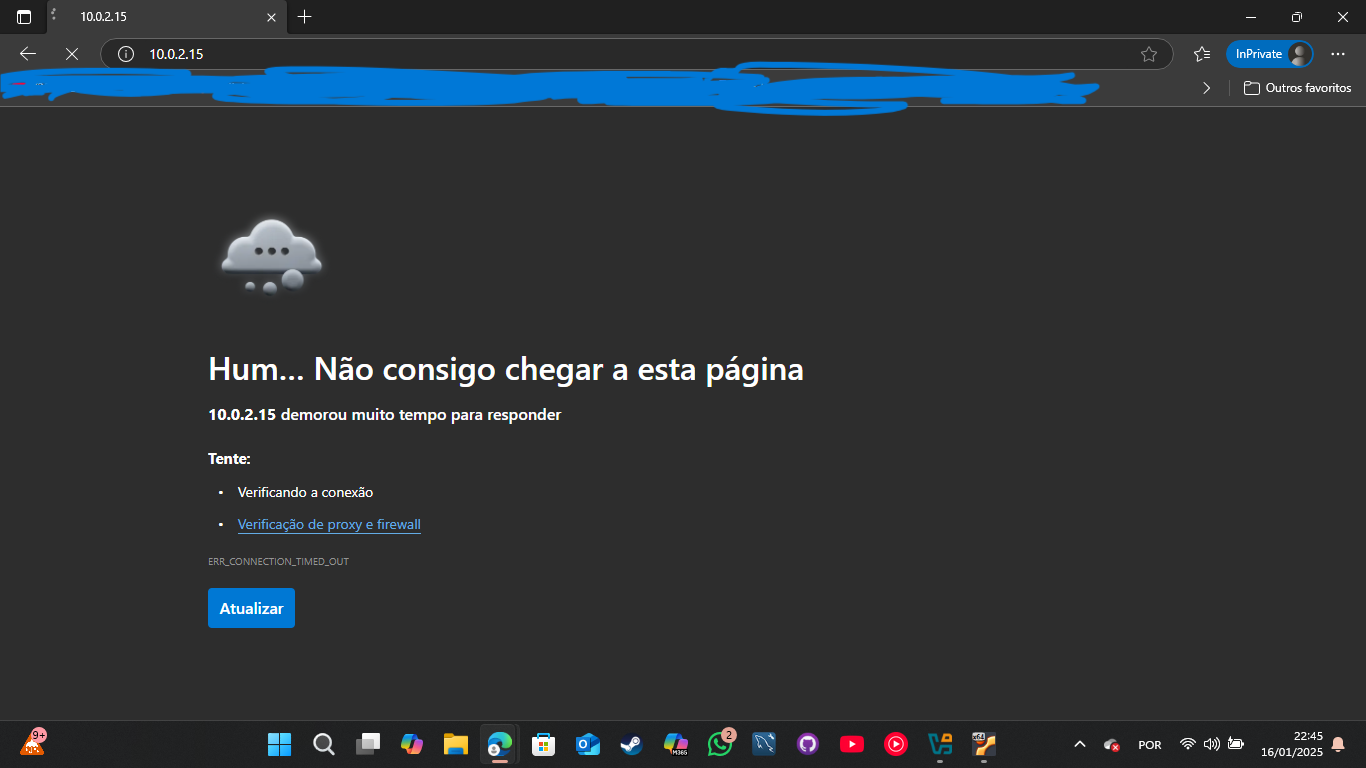 10.0.2.15
10.0.2.15
InPrivate
Outros favoritos
Hum... Não consigo chegar a esta página
10.0.2.15 demorou muito tempo para responder
Tente:
• Verificando a conexão
• Verificação de proxy e firewall
ERR_CONNECTION_TIMED_OUT
Atualizar
9+
M365
2
x64
POR
22:45
16/01/2025